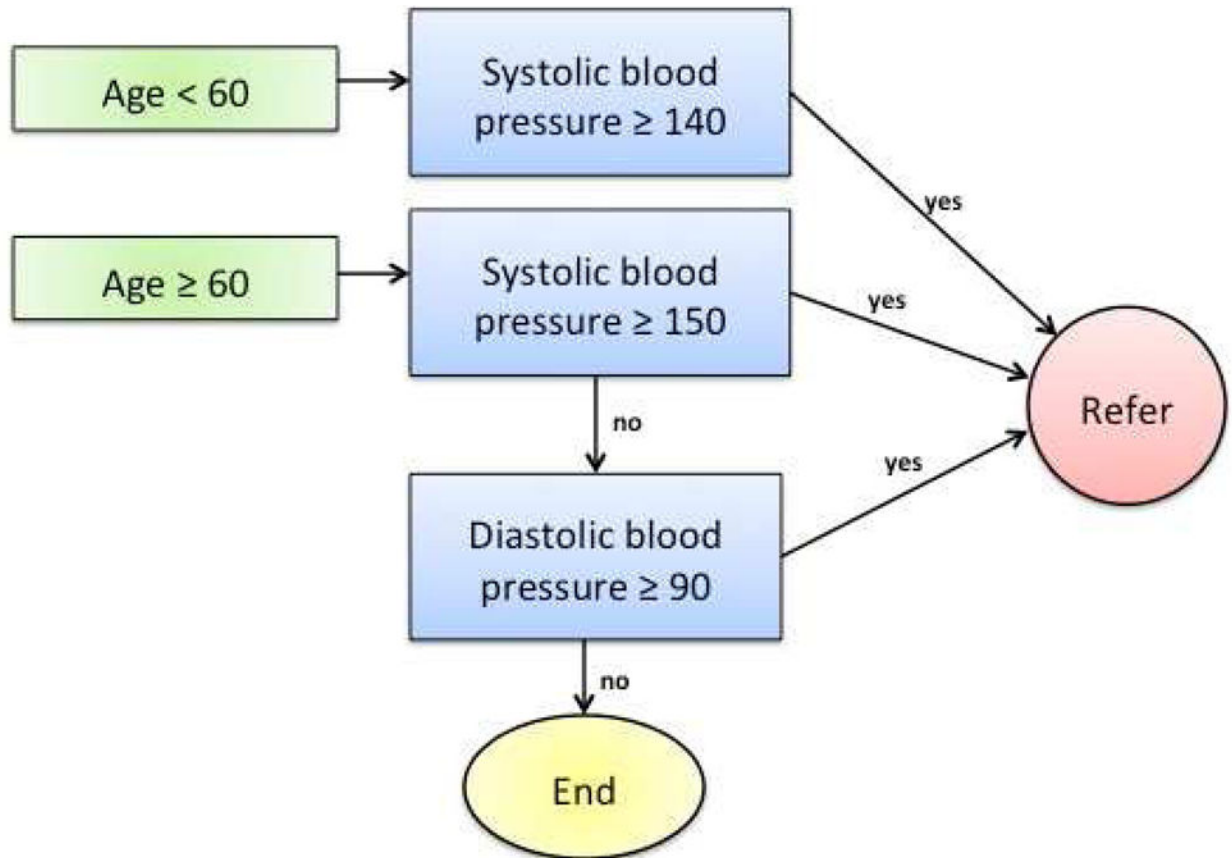 Age < 60
Systolic blood
pressure ≥ 140
yes
Age ≥ 60
Systolic blood
pressure ≥ 150
yes
no
Refer
yes
Diastolic blood
pressure ≥ 90
no
End